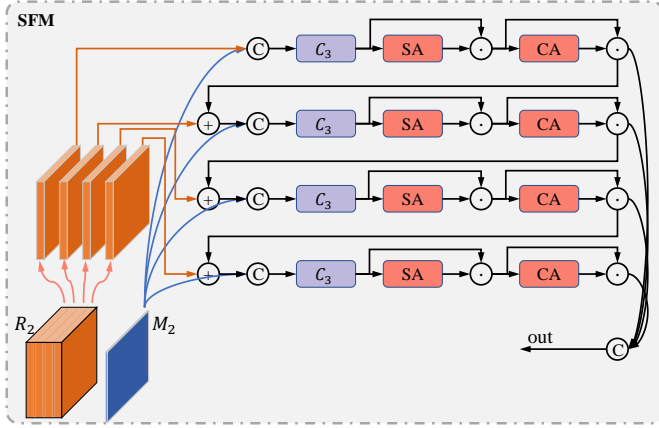 SFM
C C₃ SA · CA ·
+ C C₃ SA · CA ·
+ C C₃ SA · CA ·
+ C C₃ SA · CA ·
R₂ M₂
out C